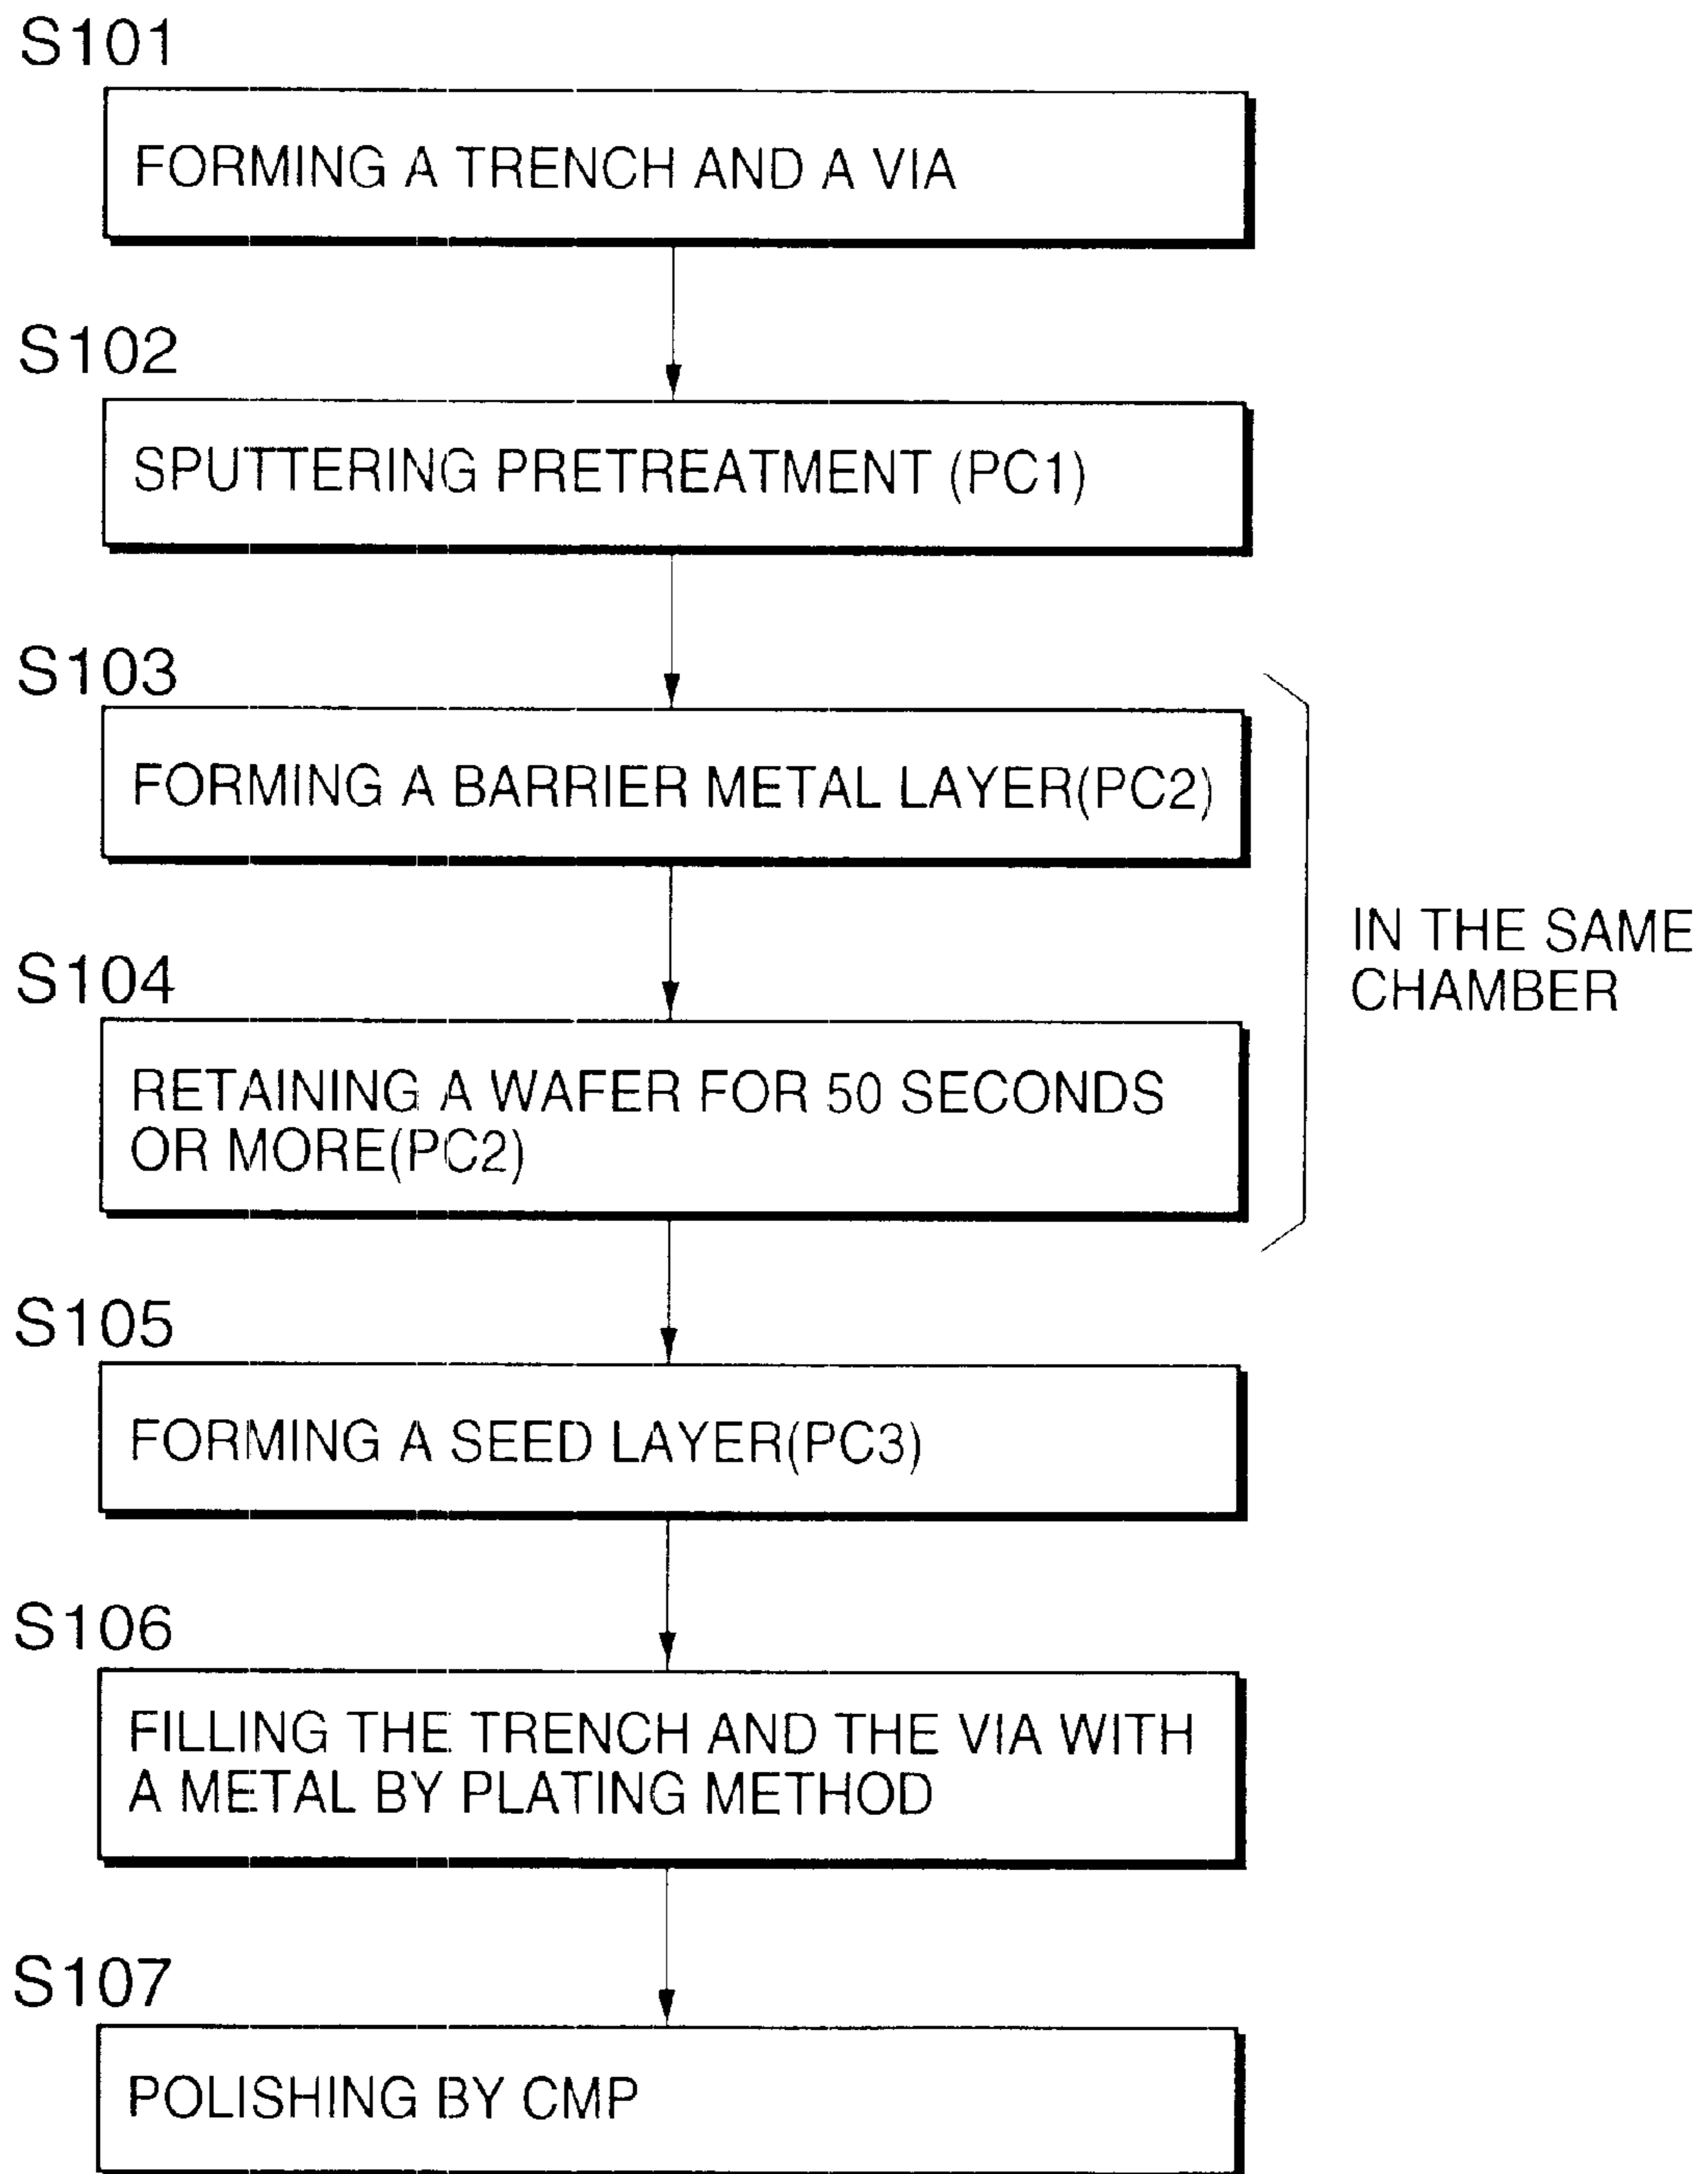 S101
FORMING A TRENCH AND A VIA
S102
SPUTTERING PRETREATMENT (PC1)
S103
FORMING A BARRIER METAL LAYER(PC2)
IN THE SAME
CHAMBER
S104
RETAINING A WAFER FOR 50 SECONDS
OR MORE(PC2)
S105
FORMING A SEED LAYER(PC3)
S106
FILLING THE TRENCH AND THE VIA WITH
A METAL BY PLATING METHOD
S107
POLISHING BY CMP